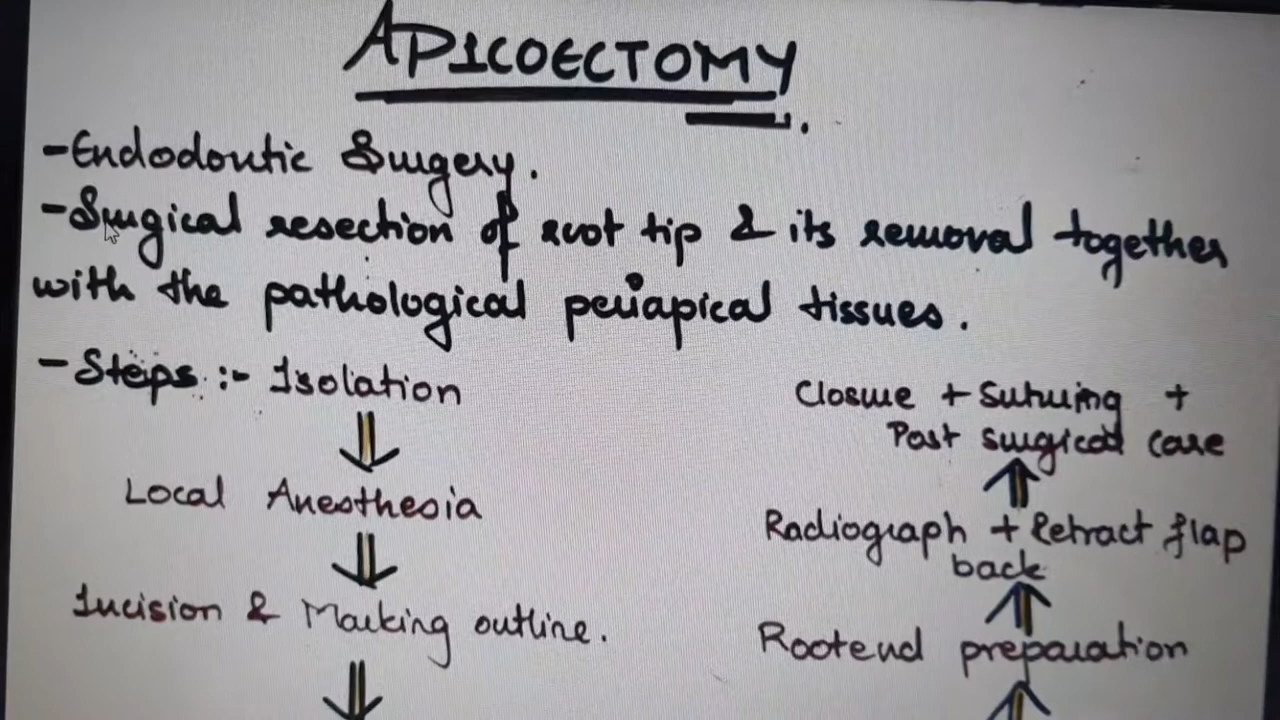 APICOECTOMY.
- Endodontic Surgery.
- Surgical resection of root tip & its removal together
with the pathological periapical tissues.
- Steps :- Isolation
Local Anesthesia
Incision & Marking outline.
Closure + Suturing +
Post surgical care
Radiograph + Retract flap
back
Rootend preparation